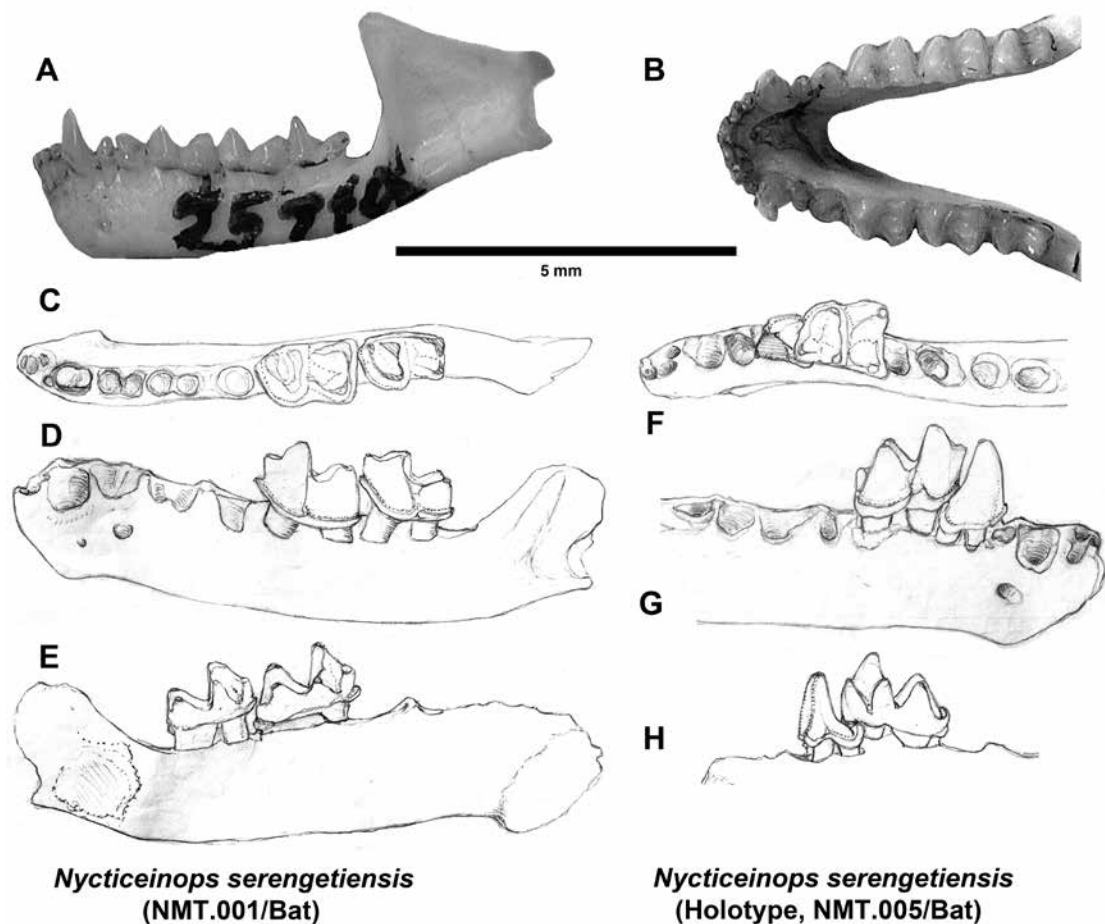 A
B
5 mm
C
D
F
G
E
H
Nycticeinops serengetiensis
(NMT.001/Bat)
Nycticeinops serengetiensis
(Holotype, NMT.005/Bat)